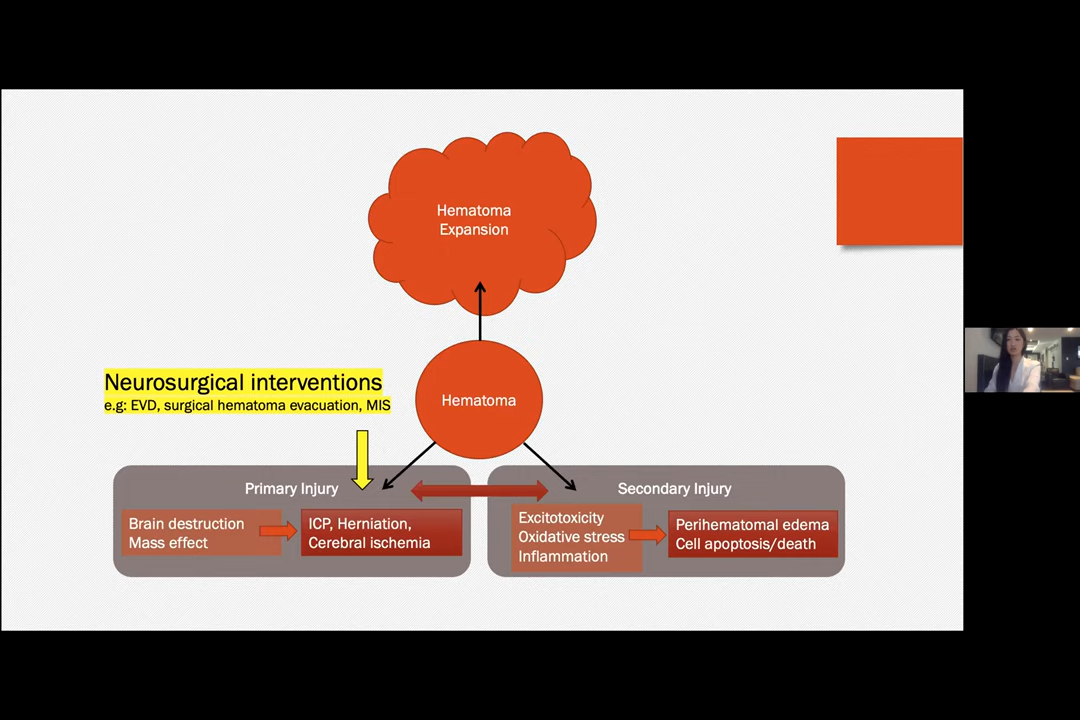 Hematoma
Expansion
Neurosurgical interventions
e.g: EVD, surgical hematoma evacuation, MIS
Hematoma
Primary Injury
Brain destruction
Mass effect
ICP, Herniation,
Cerebral ischemia
Secondary Injury
Excitotoxicity
Oxidative stress
Inflammation
Perihematomal edema
Cell apoptosis/death